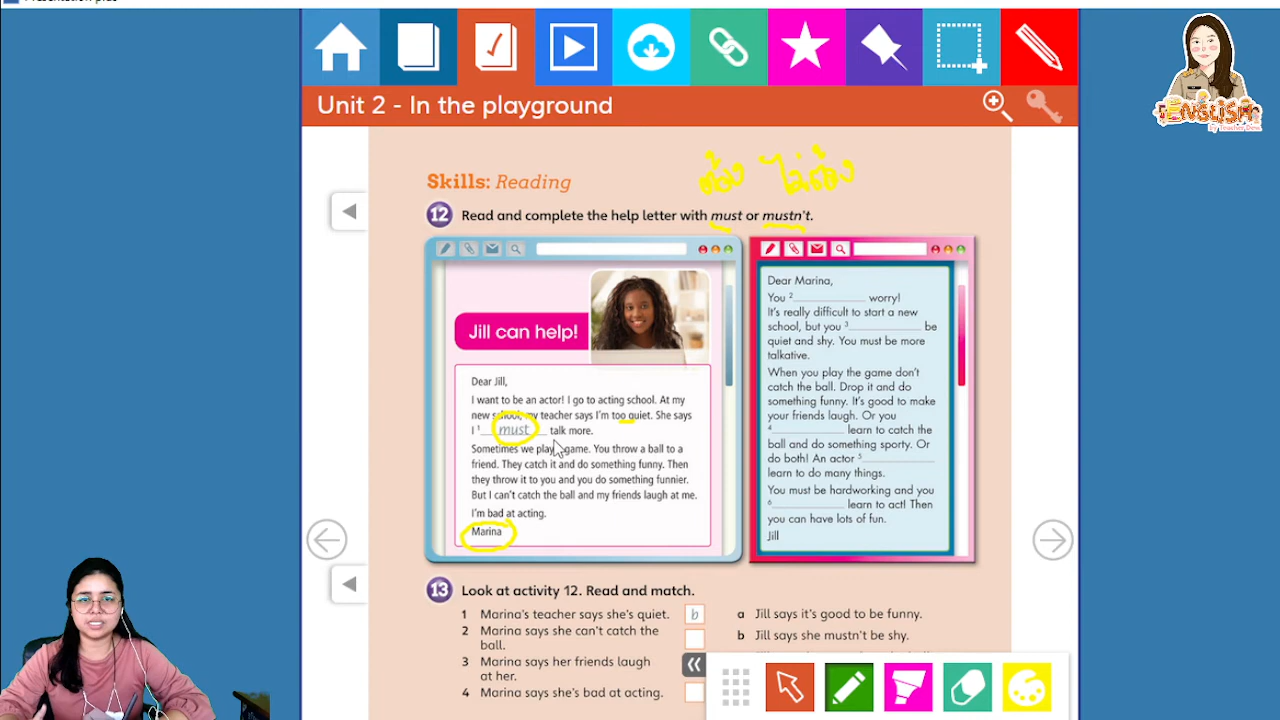 Unit 2 - In the playground
ENGLISH
by Teacher Dew
Skills: Reading
ต้อง ไม่ต้อง
12 Read and complete the help letter with must or mustn't.
Jill can help!
Dear Jill,
I want to be an actor! I go to acting school. At my
new school, my teacher says I'm too quiet. She says
I 1 must talk more.
Sometimes we play a game. You throw a ball to a
friend. They catch it and do something funny. Then
they throw it to you and you do something funnier.
But I can't catch the ball and my friends laugh at me.
I'm bad at acting.
Marina
Dear Marina,
You 2 ____ worry!
It's really difficult to start a new
school, but you 3 ____ be
quiet and shy. You must be more
talkative.
When you play the game don't
catch the ball. Drop it and do
something funny. It's good to make
your friends laugh. Or you
4 ____ learn to catch the
ball and do something sporty. Or
do both! An actor 5 ____
learn to do many things.
You must be hardworking and you
6 ____ learn to act! Then
you can have lots of fun.
Jill
13 Look at activity 12. Read and match.
1 Marina's teacher says she's quiet. b
2 Marina says she can't catch the
ball.
3 Marina says her friends laugh
at her.
4 Marina says she's bad at acting.
a Jill says it's good to be funny.
b Jill says she mustn't be shy.